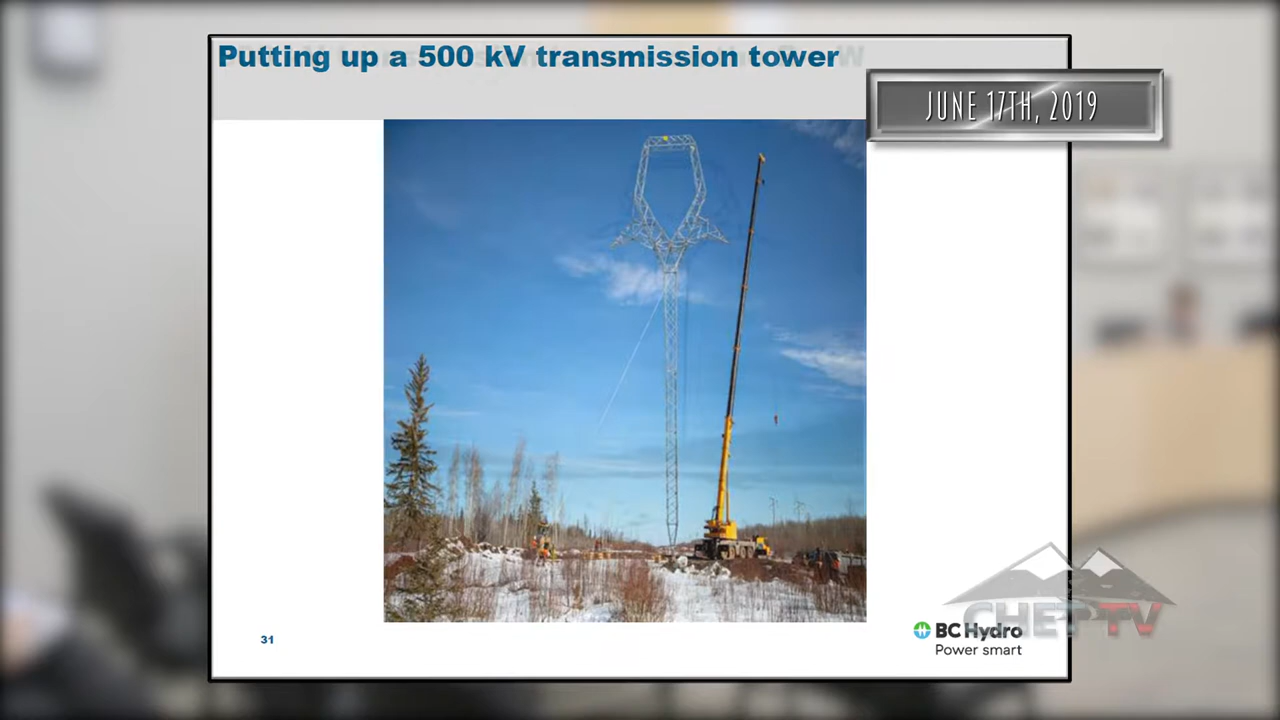 Putting up a 500 kV transmission tower
JUNE 17TH, 2019
31
BC Hydro
Power smart
CHET TV